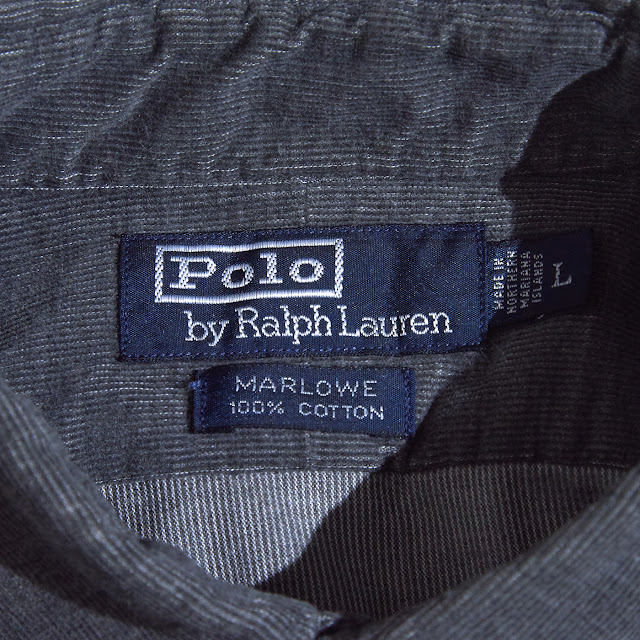 Polo
by Ralph Lauren
MADE IN
NORTHERN
MARIANA
ISLANDS
L
MARLOWE
100% COTTON